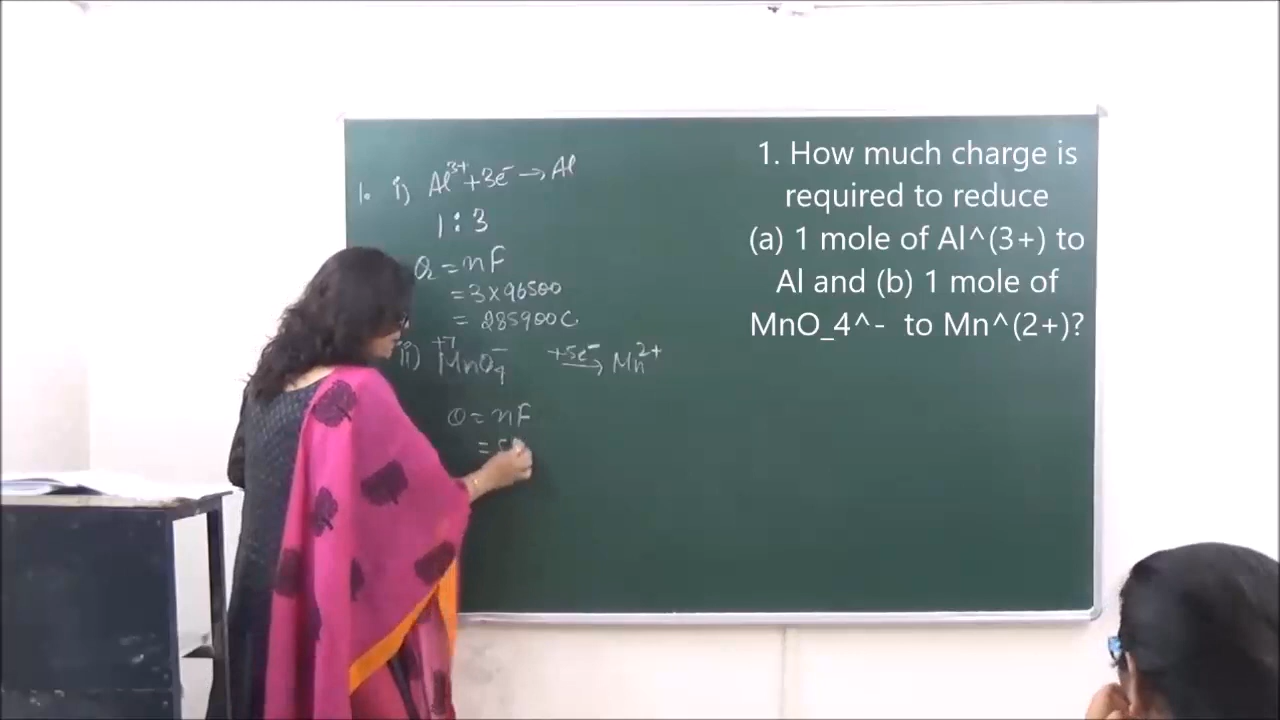 1. i) Al³⁺ + 3e⁻ → Al
1 : 3
Q = nF
= 3 × 96500
= 285900 C
ii) +7
MnO₄⁻ +5e⁻ → Mn²⁺
Q = nF
= 5
1. How much charge is
required to reduce
(a) 1 mole of Al^(3+) to
Al and (b) 1 mole of
MnO_4^- to Mn^(2+)?